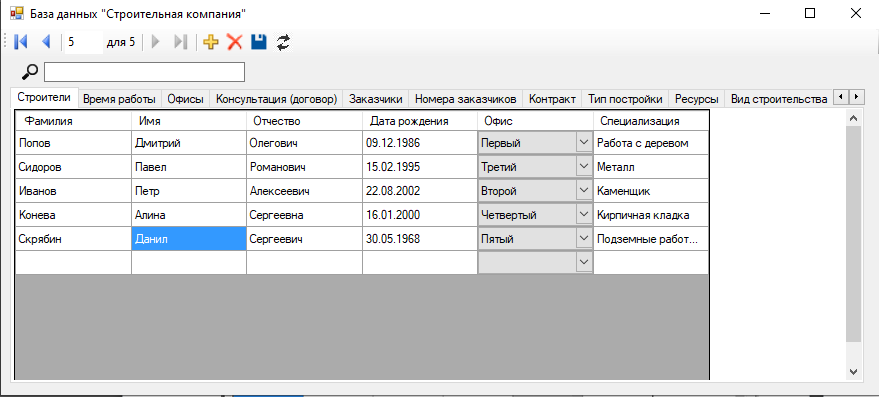 База данных "Строительная компания"
5 для 5
Строители Время работы Офисы Консультация (договор) Заказчики Номера заказчиков Контракт Тип постройки Ресурсы Вид строительства
Фамилия Имя Отчество Дата рождения Офис Специализация
Попов Дмитрий Олегович 09.12.1986 Первый Работа с деревом
Сидоров Павел Романович 15.02.1995 Третий Металл
Иванов Петр Алексеевич 22.08.2002 Второй Каменщик
Конева Алина Сергеевна 16.01.2000 Четвертый Кирпичная кладка
Скрябин Данил Сергеевич 30.05.1968 Пятый Подземные работ...